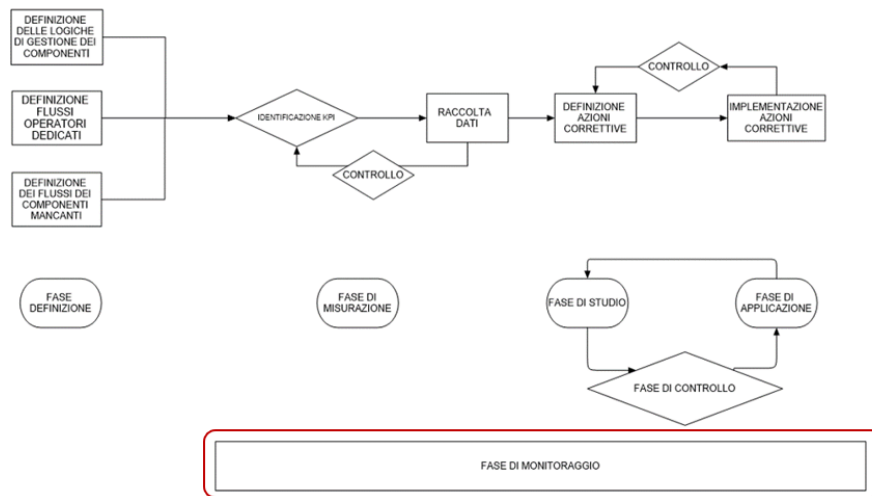 DEFINIZIONE
DELLE LOGICHE
DI GESTIONE DEI
COMPONENTI
DEFINIZIONE
FLUSSI
OPERATORI
DEDICATI
DEFINIZIONE
DEI FLUSSI DEI
COMPONENTI
MANCANTI
IDENTIFICAZIONE KPI
CONTROLLO
RACCOLTA
DATI
DEFINIZIONE
AZIONI
CORRETTIVE
CONTROLLO
IMPLEMENTAZIONE
AZIONI
CORRETTIVE
FASE
DEFINIZIONE
FASE DI
MISURAZIONE
FASE DI STUDIO
FASE DI
APPLICAZIONE
FASE DI CONTROLLO
FASE DI MONITORAGGIO